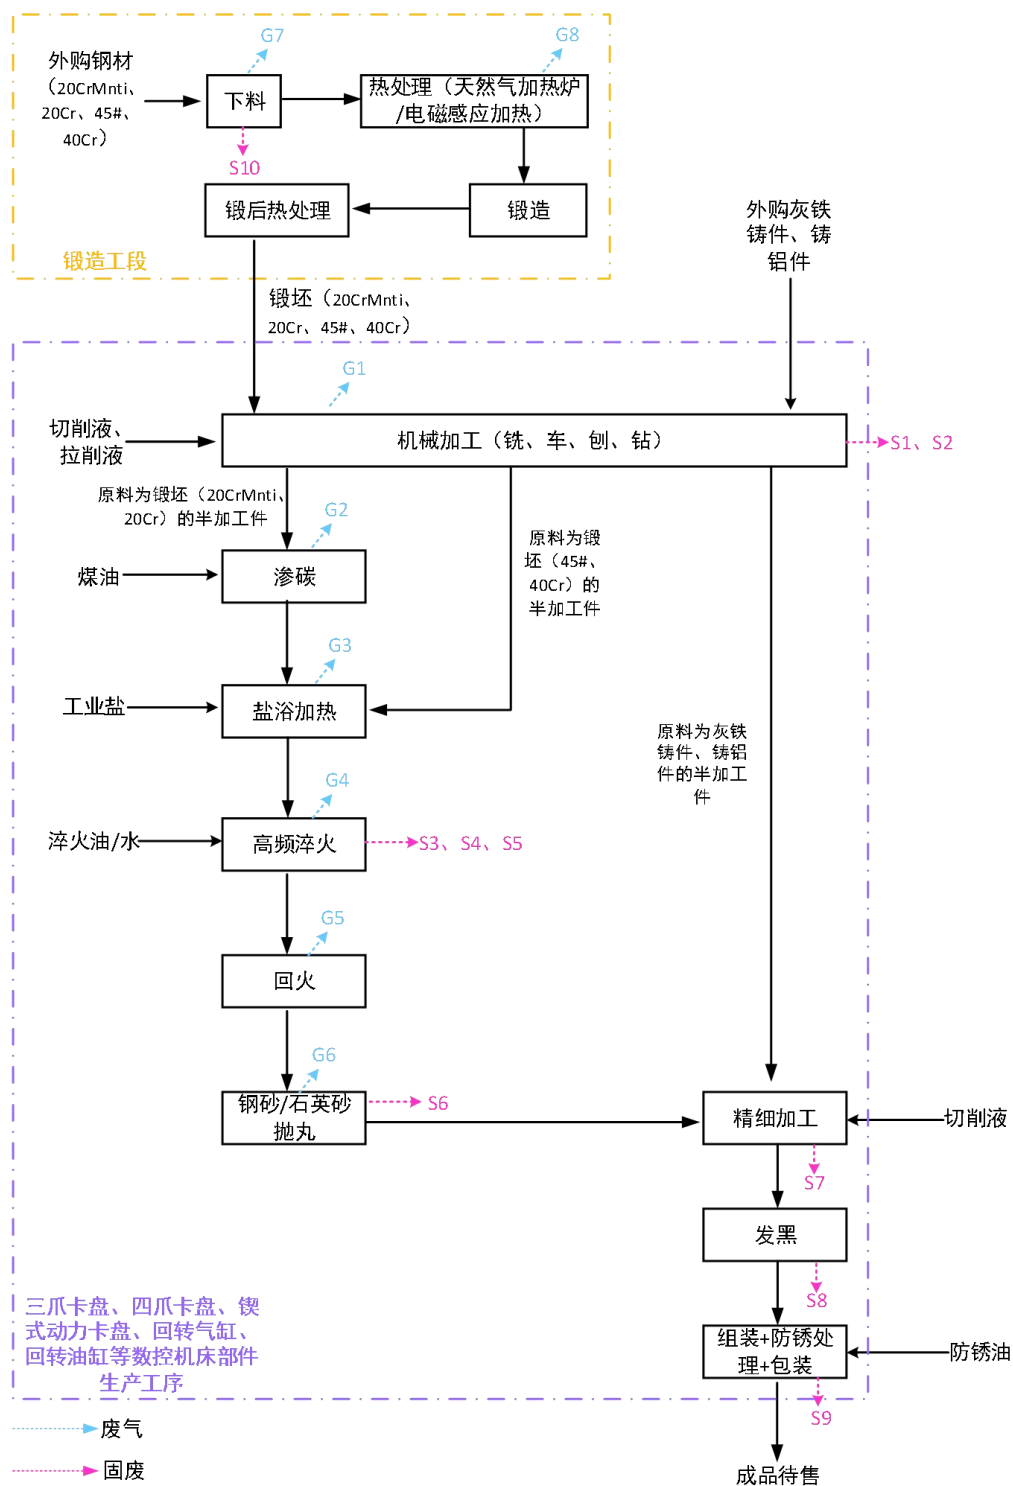 G7
G8
外购钢材
（20CrMnti、
20Cr、45#、
40Cr）
下料
热处理（天然气加热炉
/电磁感应加热）
S10
锻后热处理
锻造
锻造工段
外购灰铁
铸件、铸
铝件
锻坯（20CrMnti、
20Cr、45#、40Cr）
G1
切削液、
拉削液
机械加工（铣、车、刨、钻）
S1、S2
原料为锻坯（20CrMnti、
20Cr）的半加工件
G2
原料为锻
坯（45#、
40Cr）的
半加工件
煤油
渗碳
G3
工业盐
盐浴加热
原料为灰铁
铸件、铸铝
件的半加工
件
G4
淬火油/水
高频淬火
S3、S4、S5
G5
回火
G6
钢砂/石英砂
抛丸
S6
精细加工
切削液
S7
发黑
S8
三爪卡盘、四爪卡盘、锲
式动力卡盘、回转气缸、
回转油缸等数控机床部件
生产工序
组装+防锈处
理+包装
防锈油
S9
废气
固废
成品待售